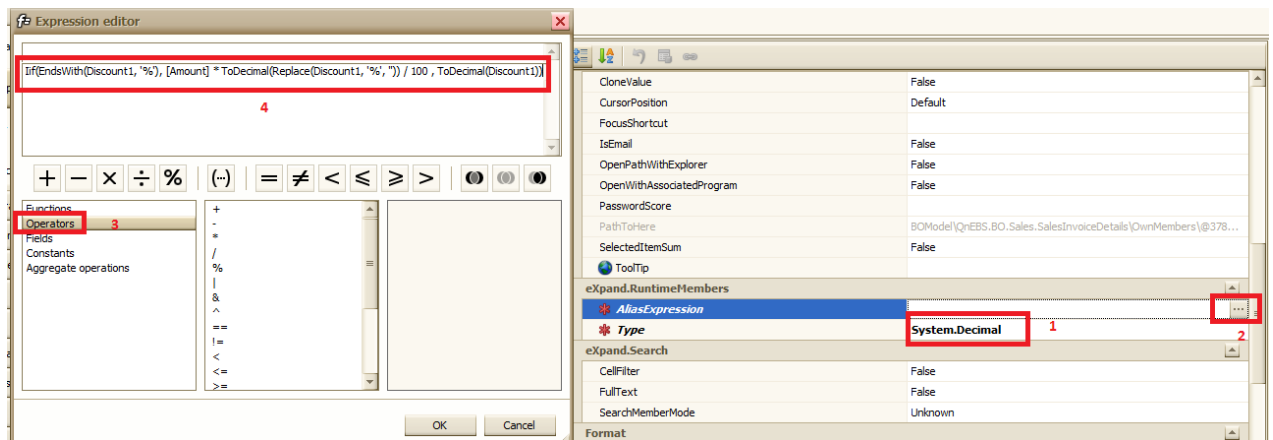 Expression editor
Iif(EndsWith(Discount1, '%'), [Amount] * ToDecimal(Replace(Discount1, '%', '')) / 100 , ToDecimal(Discount1))
4
+ − × ÷ % (··) = ≠ < ≤ ≥ >
Functions
Operators 3
Fields
Constants
Aggregate operations
+
-
*
/
%
|
&
^
==
!=
<
<=
>=
OK Cancel
CloneValue False
CursorPosition Default
FocusShortcut
IsEmail False
OpenPathWithExplorer False
OpenWithAssociatedProgram False
PasswordScore
PathToHere BOModel\QnEBS.BO.Sales.SalesInvoiceDetails\OwnMembers\@378...
SelectedItemSum False
ToolTip
eXpand.RuntimeMembers
AliasExpression ...
Type System.Decimal 1 2
eXpand.Search
CellFilter False
FullText False
SearchMemberMode Unknown
Format